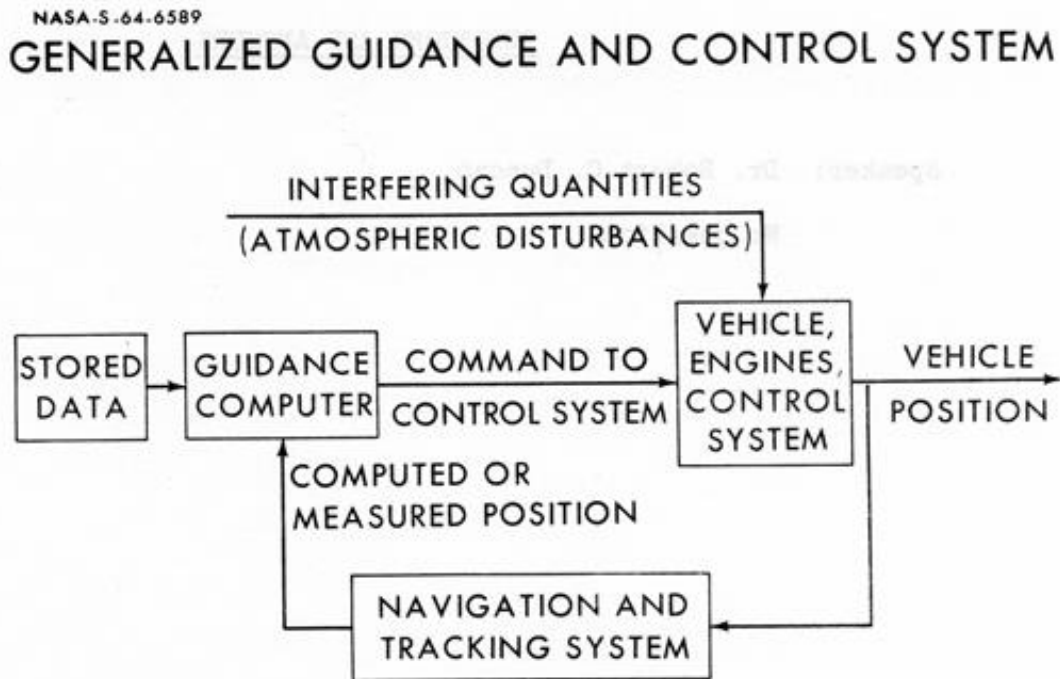 NASA-S-64-6589
GENERALIZED GUIDANCE AND CONTROL SYSTEM
INTERFERING QUANTITIES
(ATMOSPHERIC DISTURBANCES)
STORED
DATA
GUIDANCE
COMPUTER
COMMAND TO
CONTROL SYSTEM
VEHICLE,
ENGINES,
CONTROL
SYSTEM
VEHICLE
POSITION
COMPUTED OR
MEASURED POSITION
NAVIGATION AND
TRACKING SYSTEM